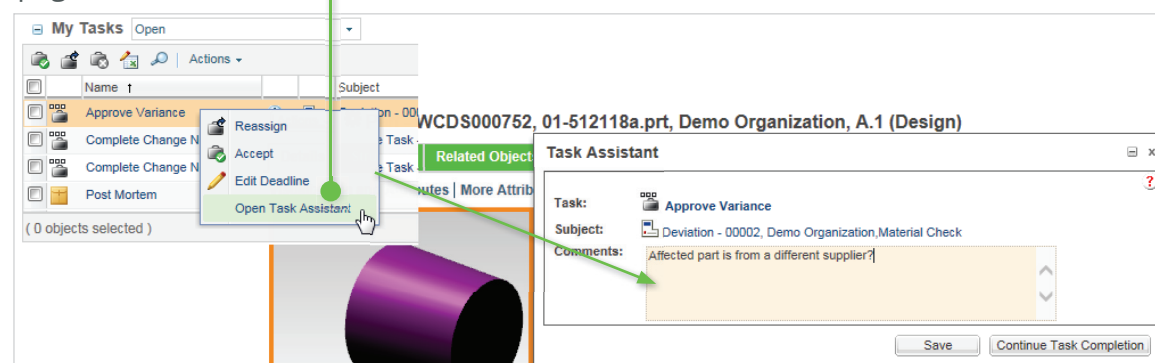 My Tasks Open
Actions
Name Subject
Approve Variance
Complete Change N
Complete Change N
Post Mortem
( 0 objects selected )
Reassign
Accept
Edit Deadline
Open Task Assistant
Task
Task
WCDS000752, 01-512118a.prt, Demo Organization, A.1 (Design)
Related Object
utes | More Attrib
Task Assistant
Task: Approve Variance
Subject: Deviation - 00002, Demo Organization,Material Check
Comments: Affected part is from a different supplier?
Save Continue Task Completion